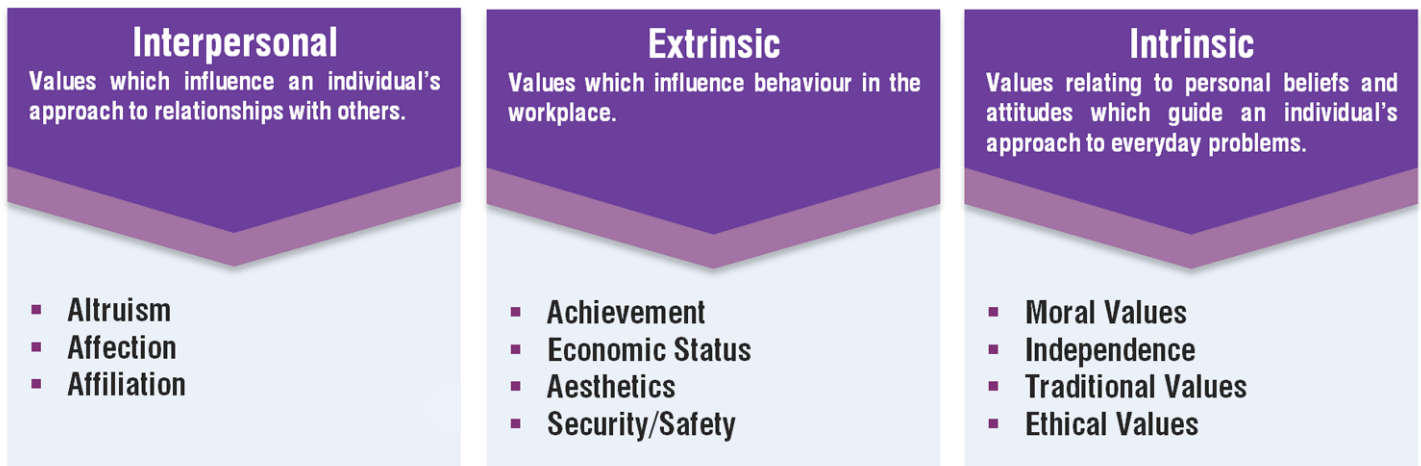 Interpersonal
Values which influence an individual's
approach to relationships with others.
▪ Altruism
▪ Affection
▪ Affiliation
Extrinsic
Values which influence behaviour in the
workplace.
▪ Achievement
▪ Economic Status
▪ Aesthetics
▪ Security/Safety
Intrinsic
Values relating to personal beliefs and
attitudes which guide an individual's
approach to everyday problems.
▪ Moral Values
▪ Independence
▪ Traditional Values
▪ Ethical Values